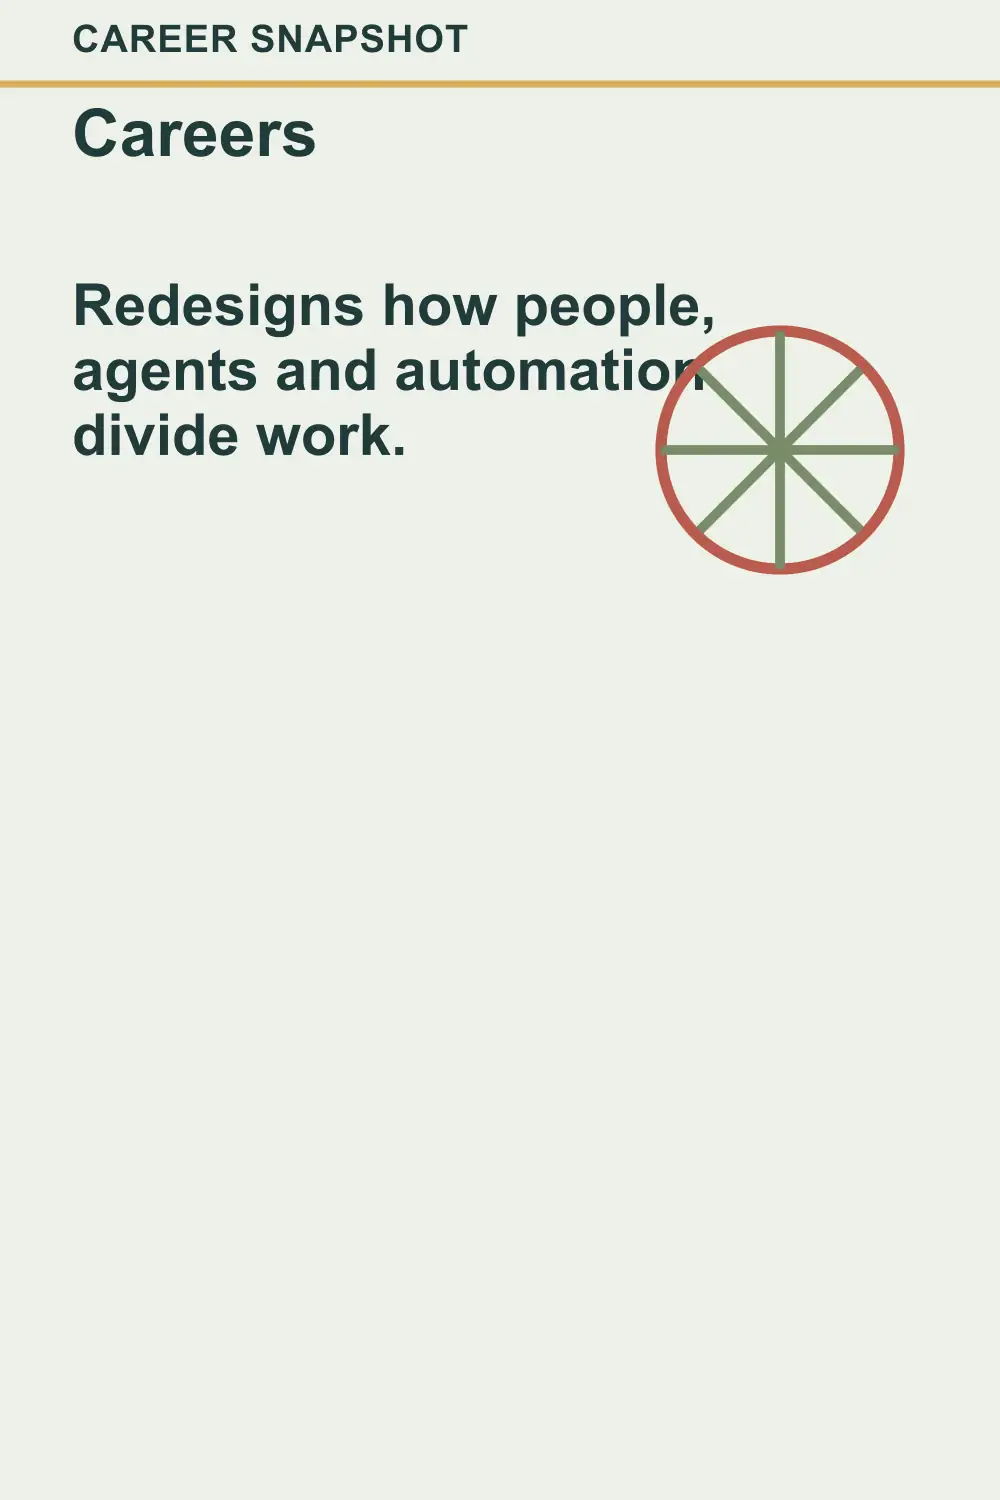 CAREER SNAPSHOT
Careers
Redesigns how people,
agents and automation
divide work.